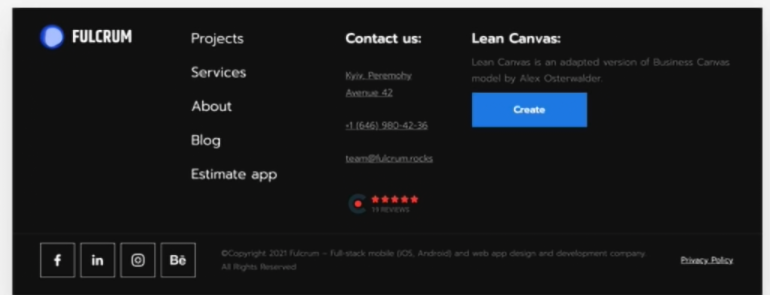 FULCRUM
Projects
Services
About
Blog
Estimate app
Contact us:
Kyiv, Peremohy
Avenue 42
+1 (646) 980-42-36
team@fulcrum.rocks
19 REVIEWS
Lean Canvas:
Lean Canvas is an adapted version of Business Canvas
model by Alex Osterwalder.
Create
f
in
Bē
©Copyright 2021 Fulcrum – Full-stack mobile (iOS, Android) and web app design and development company.
All Rights Reserved
Privacy Policy